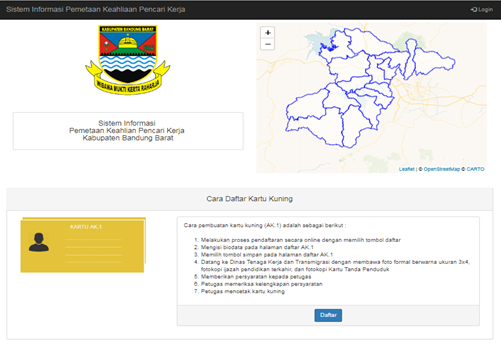 Sistem Informasi Pemetaan Keahliaan Pencari Kerja
Login
KABUPATEN BANDUNG BARAT
WIBAWA MUKTI KERTA RAHARJA
Sistem Informasi
Pemetaan Keahlian Pencari Kerja
Kabupaten Bandung Barat
+
−
Leaflet | © OpenStreetMap © CARTO
Cara Daftar Kartu Kuning
KARTU AK.1
Cara pembuatan kartu kuning (AK.1) adalah sebagai berikut :
1. Melakukan proses pendaftaran secara online dengan memilih tombol daftar
2. Mengisi biodata pada halaman daftar AK.1
3. Memilih tombol simpan pada halaman daftar AK.1
4. Datang ke Dinas Tenaga Kerja dan Transmigrasi dengan membawa foto formal berwarna ukuran 3x4,
fotokopi ijazah pendidikan terkahir, dan fotokopi Kartu Tanda Penduduk
5. Memberikan persyaratan kepada petugas
6. Petugas memeriksa kelengkapan persyaratan
7. Petugas mencetak kartu kuning
Daftar